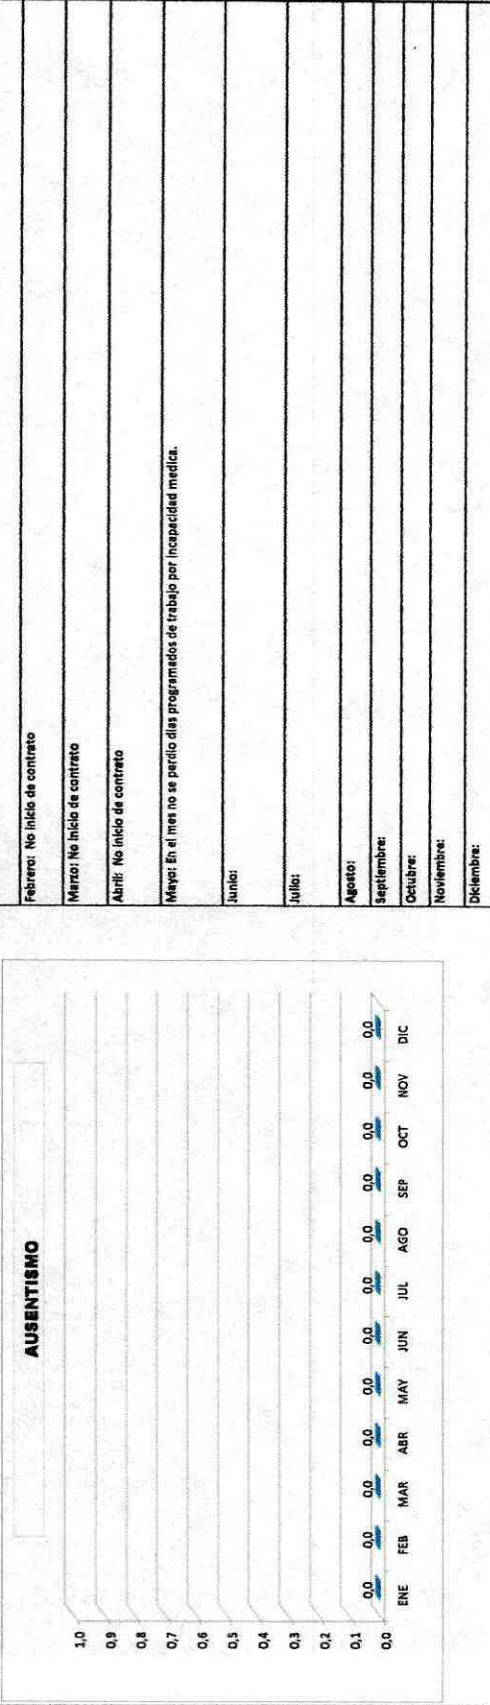 AUSENTISMO
1,0
0,9
0,8
0,7
0,6
0,5
0,4
0,3
0,2
0,1
0,0
0,0 0,0 0,0 0,0 0,0 0,0 0,0 0,0 0,0 0,0 0,0 0,0
ENE FEB MAR ABR MAY JUN JUL AGO SEP OCT NOV DIC
Febrero: No inicio de contrato
Marzo: No inicio de contrato
Abril: No inicio de contrato
Mayo: En el mes no se perdio dias programados de trabajo por incapacidad medica.
Junio:
Julio:
Agosto:
Septiembre:
Octubre:
Noviembre:
Diciembre: